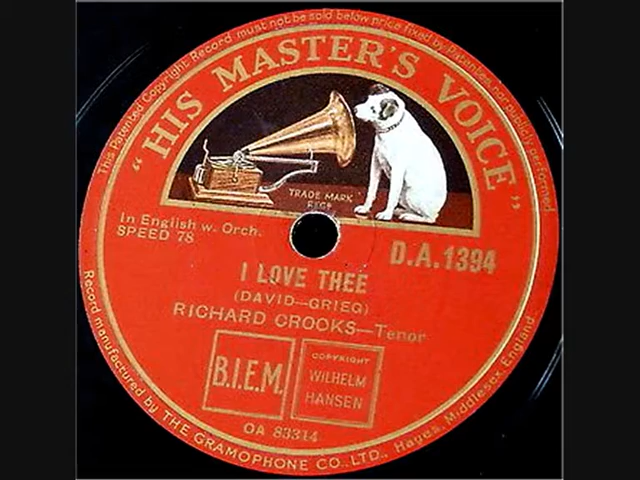 This Patented Copyright Record must not be sold below price fixed by Patentees, nor publicly performed
"HIS MASTER'S VOICE"
TRADE MARK
REGD
In English w. Orch.
SPEED 78
D.A.1394
I LOVE THEE
(DAVID—GRIEG)
RICHARD CROOKS—Tenor
B.I.E.M.
COPYRIGHT
WILHELM
HANSEN
OA 83314
Record manufactured by THE GRAMOPHONE CO., LTD., Hayes, Middlesex, England.